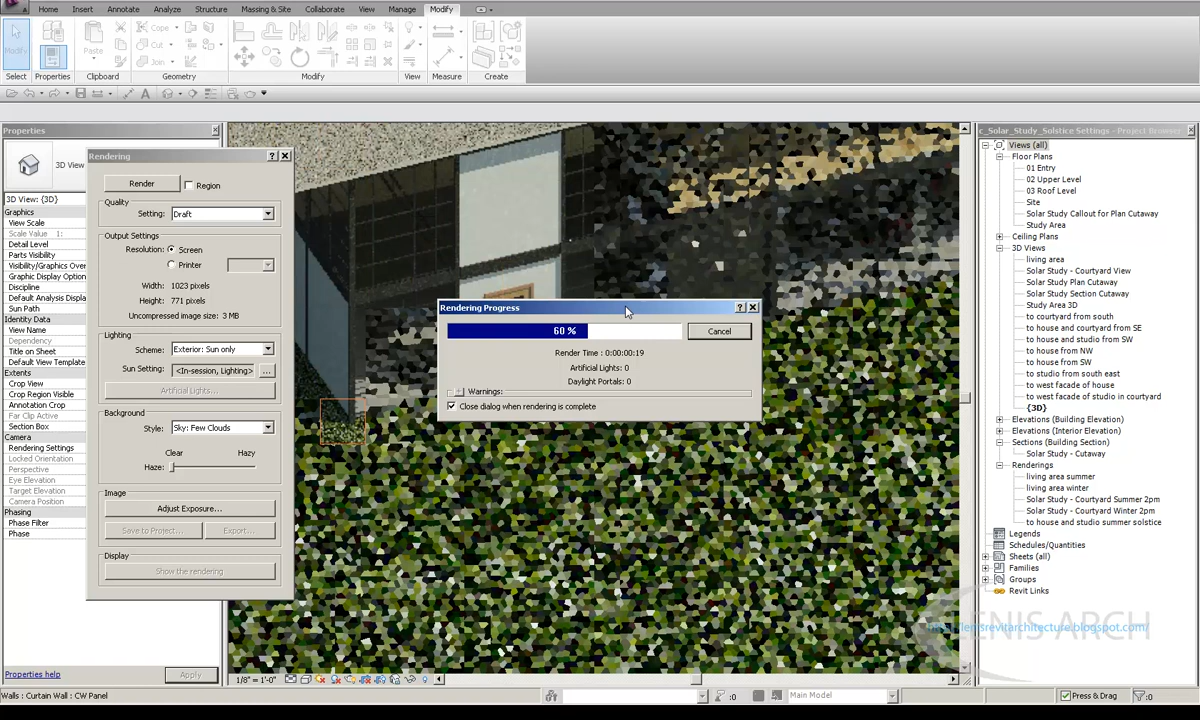 Home Insert Annotate Analyze Structure Massing & Site Collaborate View Manage Modify
Cope
Modify
Paste
Cut
Join
Select Properties Clipboard Geometry Modify View Measure Create
Properties
3D View
3D View: {3D}
Graphics
View Scale
Scale Value 1:
Detail Level
Parts Visibility
Visibility/Graphics Over
Graphic Display Option
Discipline
Default Analysis Displa
Sun Path
Identity Data
View Name
Dependency
Title on Sheet
Default View Template
Extents
Crop View
Crop Region Visible
Annotation Crop
Far Clip Active
Section Box
Camera
Rendering Settings
Locked Orientation
Perspective
Eye Elevation
Target Elevation
Camera Position
Phasing
Phase Filter
Phase
Properties help
Apply
Rendering
Render
Region
Quality
Setting: Draft
Output Settings
Resolution: Screen
Printer
Width: 1023 pixels
Height: 771 pixels
Uncompressed image size: 3 MB
Lighting
Scheme: Exterior: Sun only
Sun Setting: <In-session, Lighting> ...
Artificial Lights...
Background
Style: Sky: Few Clouds
Clear Hazy
Haze:
Image
Adjust Exposure...
Save to Project... Export...
Display
Show the rendering
Rendering Progress
60 %
Cancel
Render Time : 0:00:00:19
Artificial Lights: 0
Daylight Portals: 0
Warnings:
Close dialog when rendering is complete
c_Solar_Study_Solstice Settings - Project Browser
Views (all)
Floor Plans
01 Entry
02 Upper Level
03 Roof Level
Site
Solar Study Callout for Plan Cutaway
Study Area
Ceiling Plans
3D Views
living area
Solar Study - Courtyard View
Solar Study Plan Cutaway
Solar Study Section Cutaway
Study Area 3D
to courtyard from south
to house and courtyard from SE
to house and studio from SW
to house from NW
to house from SW
to studio from south east
to west facade of house
to west facade of studio in courtyard
{3D}
Elevations (Building Elevation)
Elevations (Interior Elevation)
Sections (Building Section)
Solar Study - Cutaway
Renderings
living area summer
living area winter
Solar Study - Courtyard Summer 2pm
Solar Study - Courtyard Winter 2pm
to house and studio summer solstice
Legends
Schedules/Quantities
Sheets (all)
Families
Groups
Revit Links
DENIS ARCH
1/8" = 1'-0"
Walls : Curtain Wall : CW Panel
:0
Main Model
Press & Drag
:0